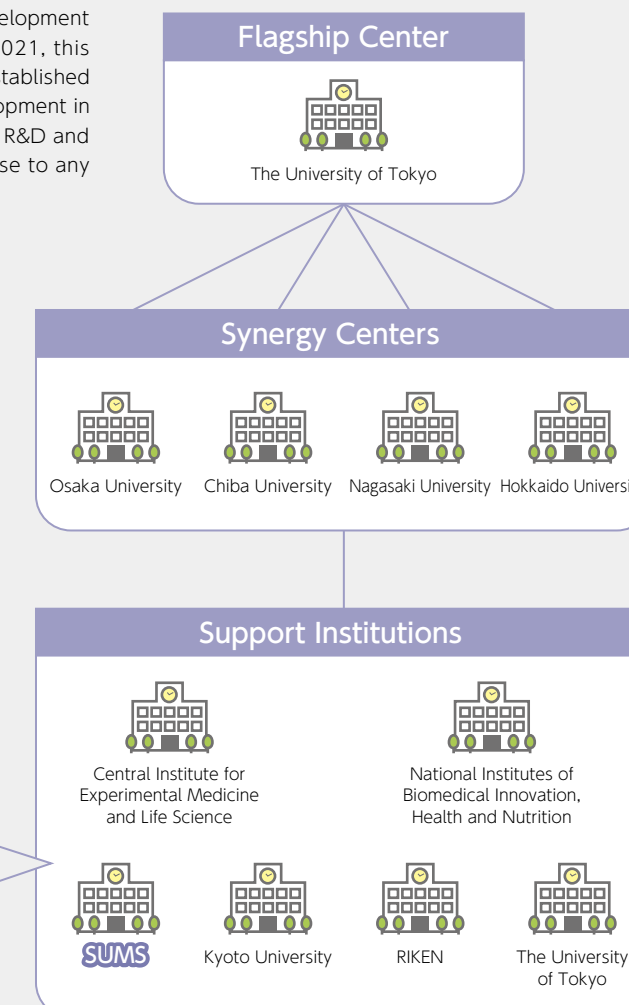 elopment
021, this
stablished
opment in
R&D and
se to any
Flagship Center
The University of Tokyo
Synergy Centers
Osaka University Chiba University Nagasaki University Hokkaido Universi
Support Institutions
Central Institute for
Experimental Medicine
and Life Science
National Institutes of
Biomedical Innovation,
Health and Nutrition
SUMS
Kyoto University
RIKEN
The University
of Tokyo